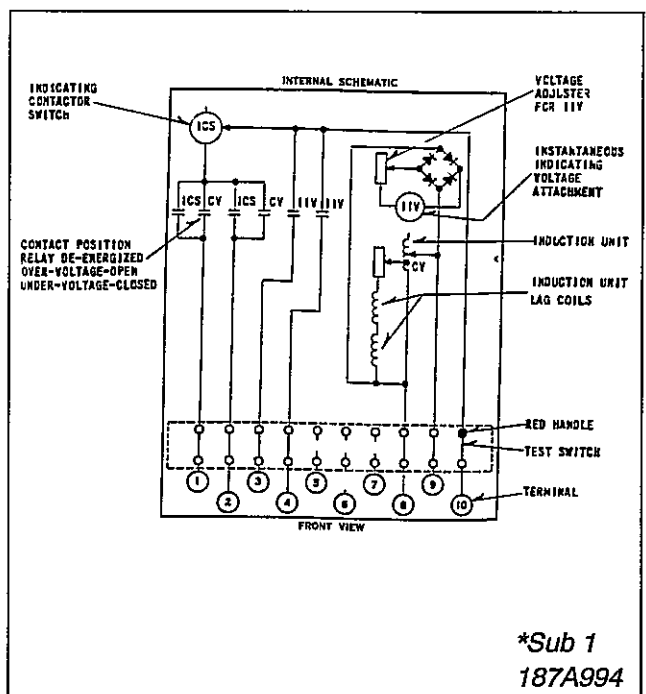 INTERNAL SCHEMATIC
INDICATING
CONTACTOR
SWITCH
ICS
VOLTAGE
ADJUSTER
FOR IIV
INSTANTANEOUS
INDICATING
VOLTAGE
ATTACHMENT
IIV
ICS CV ICS CV IIV IIV
CONTACT POSITION
RELAY DE-ENERGIZED
OVER-VOLTAGE-OPEN
UNDER-VOLTAGE-CLOSED
INDUCTION UNIT
CV
INDUCTION UNIT
LAG COILS
RED HANDLE
TEST SWITCH
1 2 3 4 5 6 7 8 9 10
TERMINAL
FRONT VIEW
*Sub 1
187A994